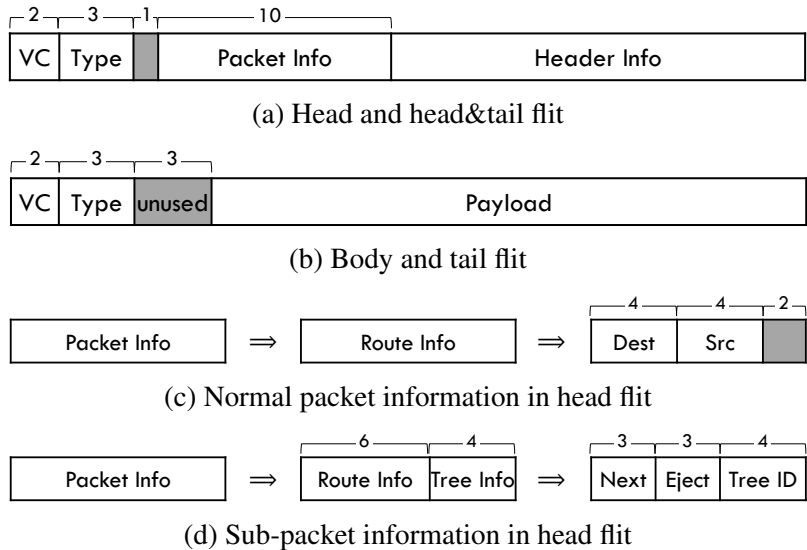 2 3 1 10
VC Type Packet Info Header Info
(a) Head and head&tail flit
2 3 3
VC Type unused Payload
(b) Body and tail flit
4 4 2
Packet Info ⇒ Route Info ⇒ Dest Src
(c) Normal packet information in head flit
6 4 3 3 4
Packet Info ⇒ Route Info Tree Info ⇒ Next Eject Tree ID
(d) Sub-packet information in head flit